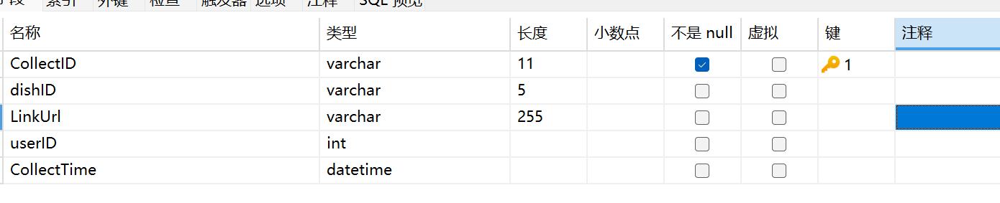 字段 索引 外键 检查 触发器 选项 注释 SQL 预览
名称 类型 长度 小数点 不是 null 虚拟 键 注释
CollectID varchar 11 1
dishID varchar 5
LinkUrl varchar 255
userID int
CollectTime datetime